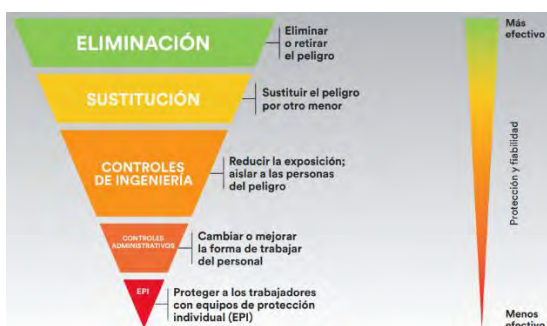 ELIMINACIÓN
Eliminar
o retirar
el peligro
SUSTITUCIÓN
Sustituir el peligro
por otro menor
CONTROLES
DE INGENIERÍA
Reducir la exposición;
aislar a las personas
del peligro
CONTROLES
ADMINISTRATIVOS
Cambiar o mejorar
la forma de trabajar
del personal
EPI
Proteger a los trabajadores
con equipos de protección
individual (EPI)
Más
efectivo
Protección y fiabilidad
Menos
efectivo